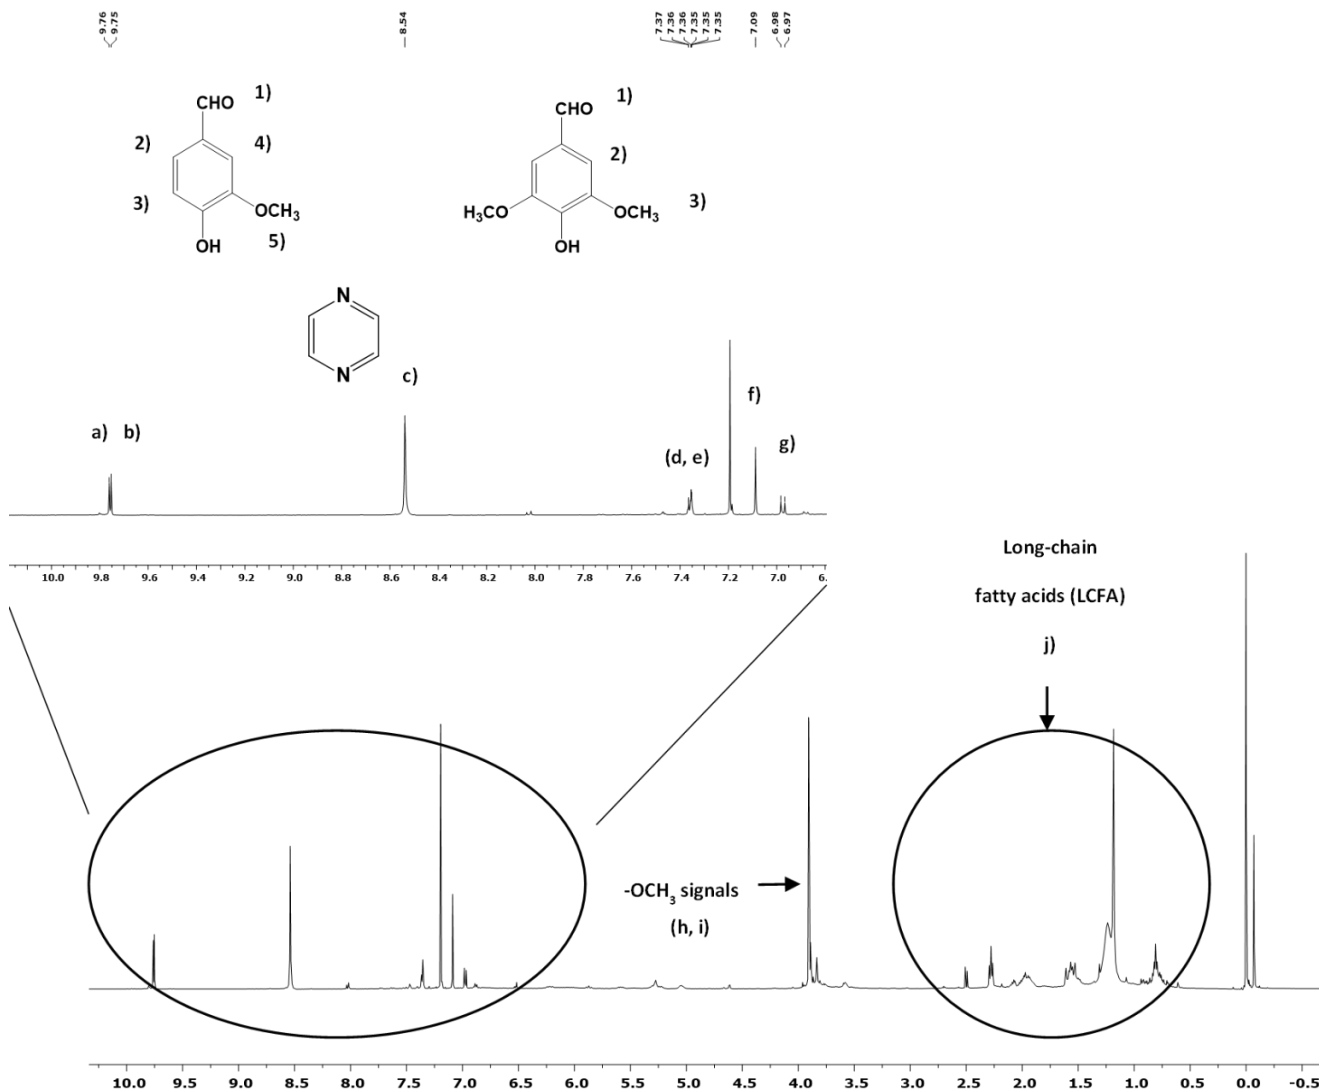 9.76
9.75
8.54
7.37
7.36
7.36
7.35
7.35
7.35
7.09
6.98
6.97
CHO 1)
2) 4)
3)
OCH3
OH 5)
CHO 1)
2)
3)
H3CO OCH3
OH
N
N
c)
a) b)
(d, e)
f)
g)
10.0 9.8 9.6 9.4 9.2 9.0 8.8 8.6 8.4 8.2 8.0 7.8 7.6 7.4 7.2 7.0 6.
Long-chain
fatty acids (LCFA)
j)
-OCH3 signals
(h, i)
10.0 9.5 9.0 8.5 8.0 7.5 7.0 6.5 6.0 5.5 5.0 4.5 4.0 3.5 3.0 2.5 2.0 1.5 1.0 0.5 0.0 -0.5